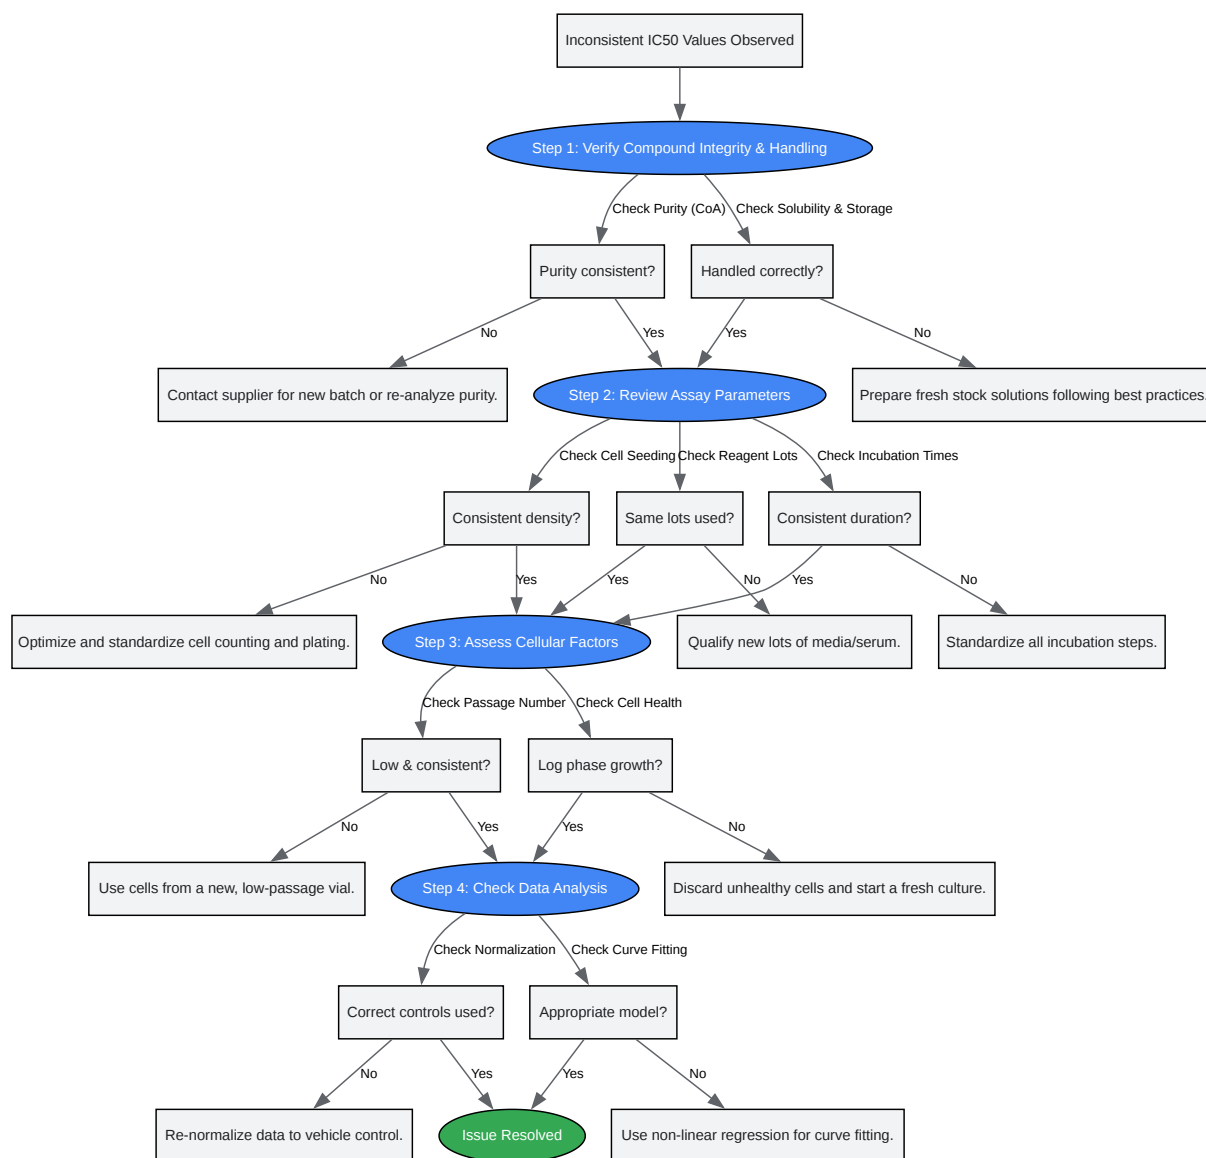 Inconsistent IC50 Values Observed
Step 1: Verify Compound Integrity & Handling
Check Purity (CoA)
Check Solubility & Storage
Purity consistent?
Handled correctly?
No
Yes
Yes
No
Contact supplier for new batch or re-analyze purity.
Step 2: Review Assay Parameters
Prepare fresh stock solutions following best practices.
Check Cell Seeding
Check Reagent Lots
Check Incubation Times
Consistent density?
Same lots used?
Consistent duration?
No
Yes
Yes
No
Yes
No
Optimize and standardize cell counting and plating.
Step 3: Assess Cellular Factors
Qualify new lots of media/serum.
Standardize all incubation steps.
Check Passage Number
Check Cell Health
Low & consistent?
Log phase growth?
No
Yes
Yes
No
Use cells from a new, low-passage vial.
Step 4: Check Data Analysis
Discard unhealthy cells and start a fresh culture.
Check Normalization
Check Curve Fitting
Correct controls used?
Appropriate model?
No
Yes
Yes
No
Re-normalize data to vehicle control.
Issue Resolved
Use non-linear regression for curve fitting.